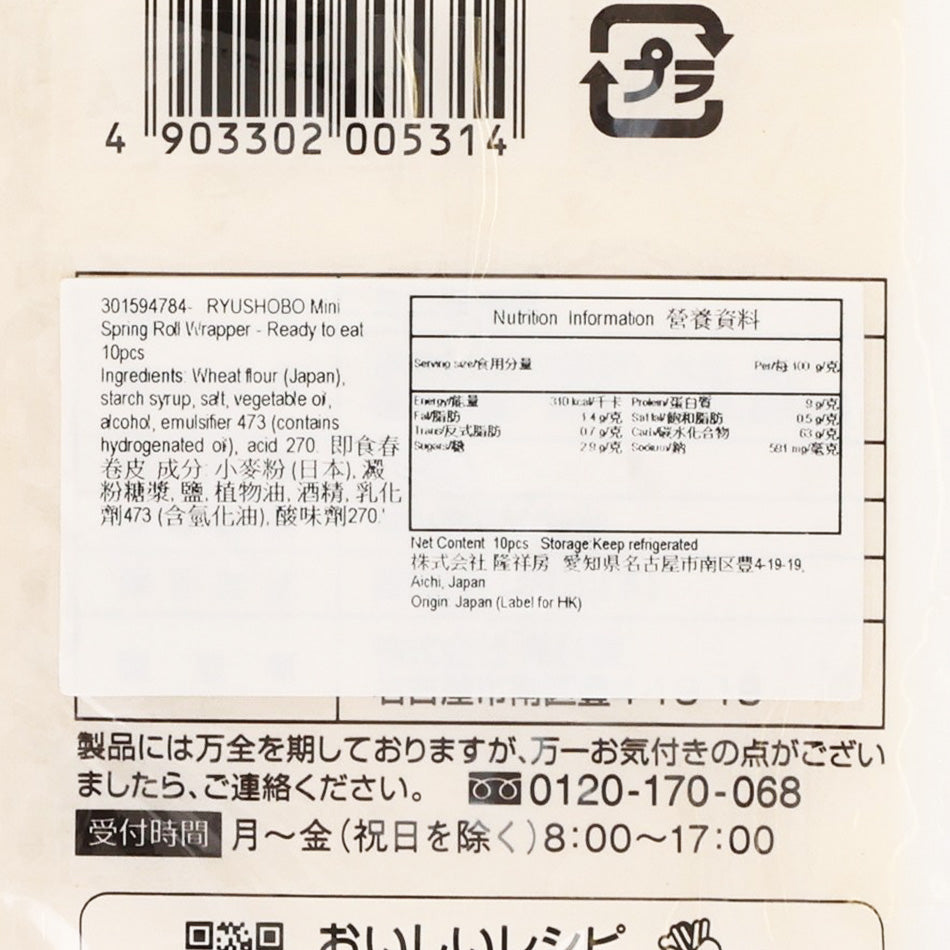 プラ
4 903302 005314
301594784- RYUSHOBO Mini
Spring Roll Wrapper - Ready to eat
10pcs
Ingredients: Wheat flour (Japan),
starch syrup, salt, vegetable oil,
alcohol, emulsifier 473 (contains
hydrogenated oil), acid 270. 即食春
卷皮 成分: 小麥粉 (日本), 澱
粉糖漿, 鹽, 植物油, 酒精, 乳化
劑473 (含氫化油), 酸味劑270.
Nutrition Information 營養資料
Serving size/食用分量 Per/每 100 g/克
Energy/能量 310 kcal/千卡 Protein/蛋白質 9 g/克
Fat/脂肪 1.4 g/克 Sat fat/飽和脂肪 0.5 g/克
Trans/反式脂肪 0.7 g/克 Carb/碳水化合物 63 g/克
Sugars/糖 2.9 g/克 Sodium/鈉 581 mg/毫克
Net Content 10pcs Storage:Keep refrigerated
株式会社 隆祥房 愛知県名古屋市南区豊4-19-19,
Aichi, Japan
Origin: Japan (Label for HK)
製品には万全を期しておりますが、万一お気付きの点がござい
ましたら、ご連絡ください。 0120-170-068
受付時間 月〜金(祝日を除く)8:00〜17:00
おいしいレシピ